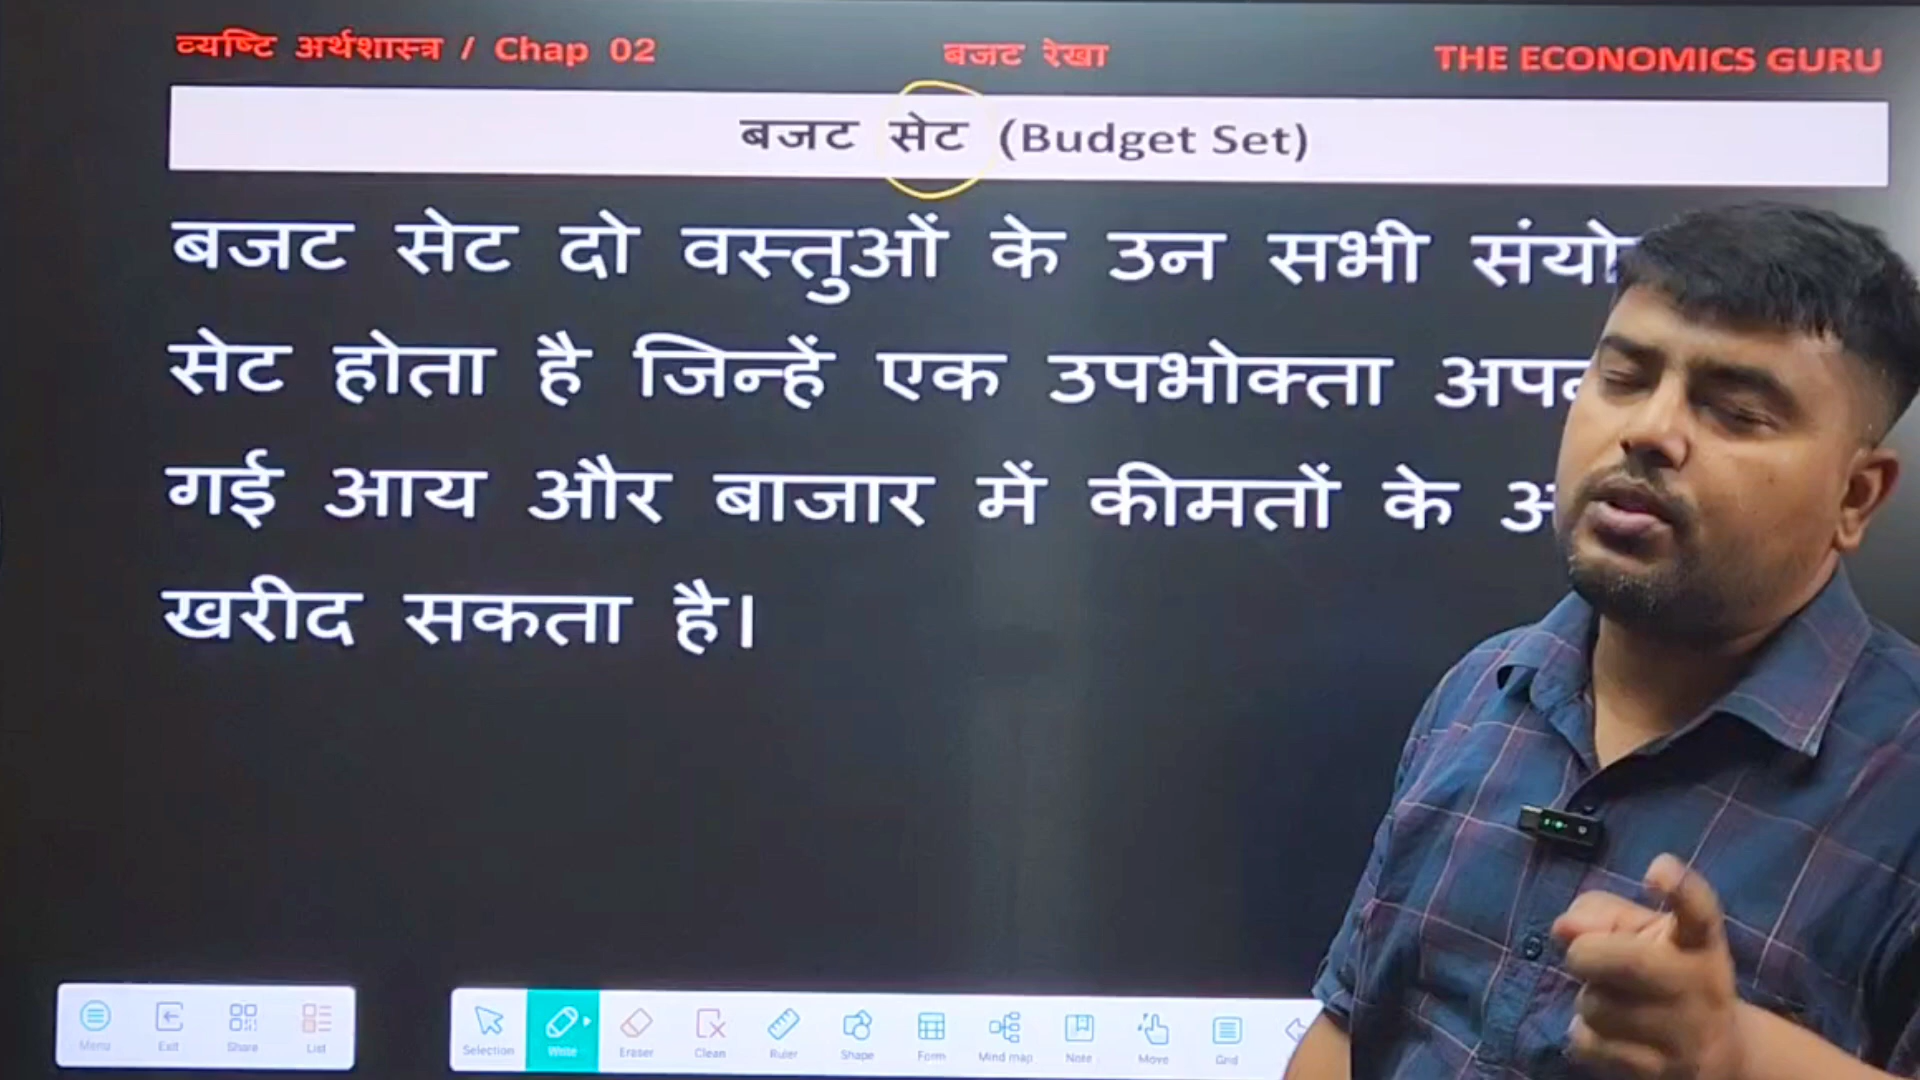 व्यष्टि अर्थशास्त्र / Chap 02
बजट रेखा
THE ECONOMICS GURU
बजट सेट (Budget Set)
बजट सेट दो वस्तुओं के उन सभी
सेट होता है जिन्हें एक उपभोक्ता
गई आय और बाजार में कीमतों के
खरीद सकता है।
Menu Exit Share List
Selection Write Eraser Clean Ruler Shape Form Mind map Note Move Grid